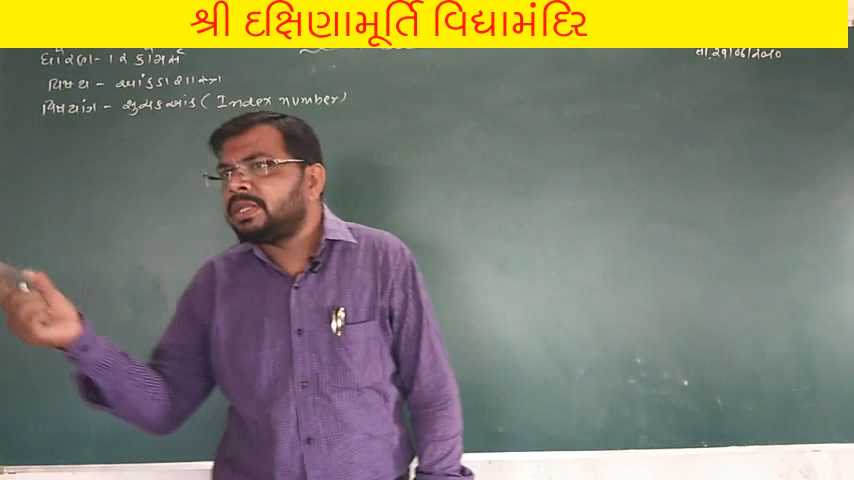 શ્રી દક્ષિણામૂર્તિ વિદ્યામંદિર
ધોરણ - ૧૨ કોમર્સ
વિષય - આંકડાશાસ્ત્ર
વિષયાંગ - સુચકઆંક ( Index number )